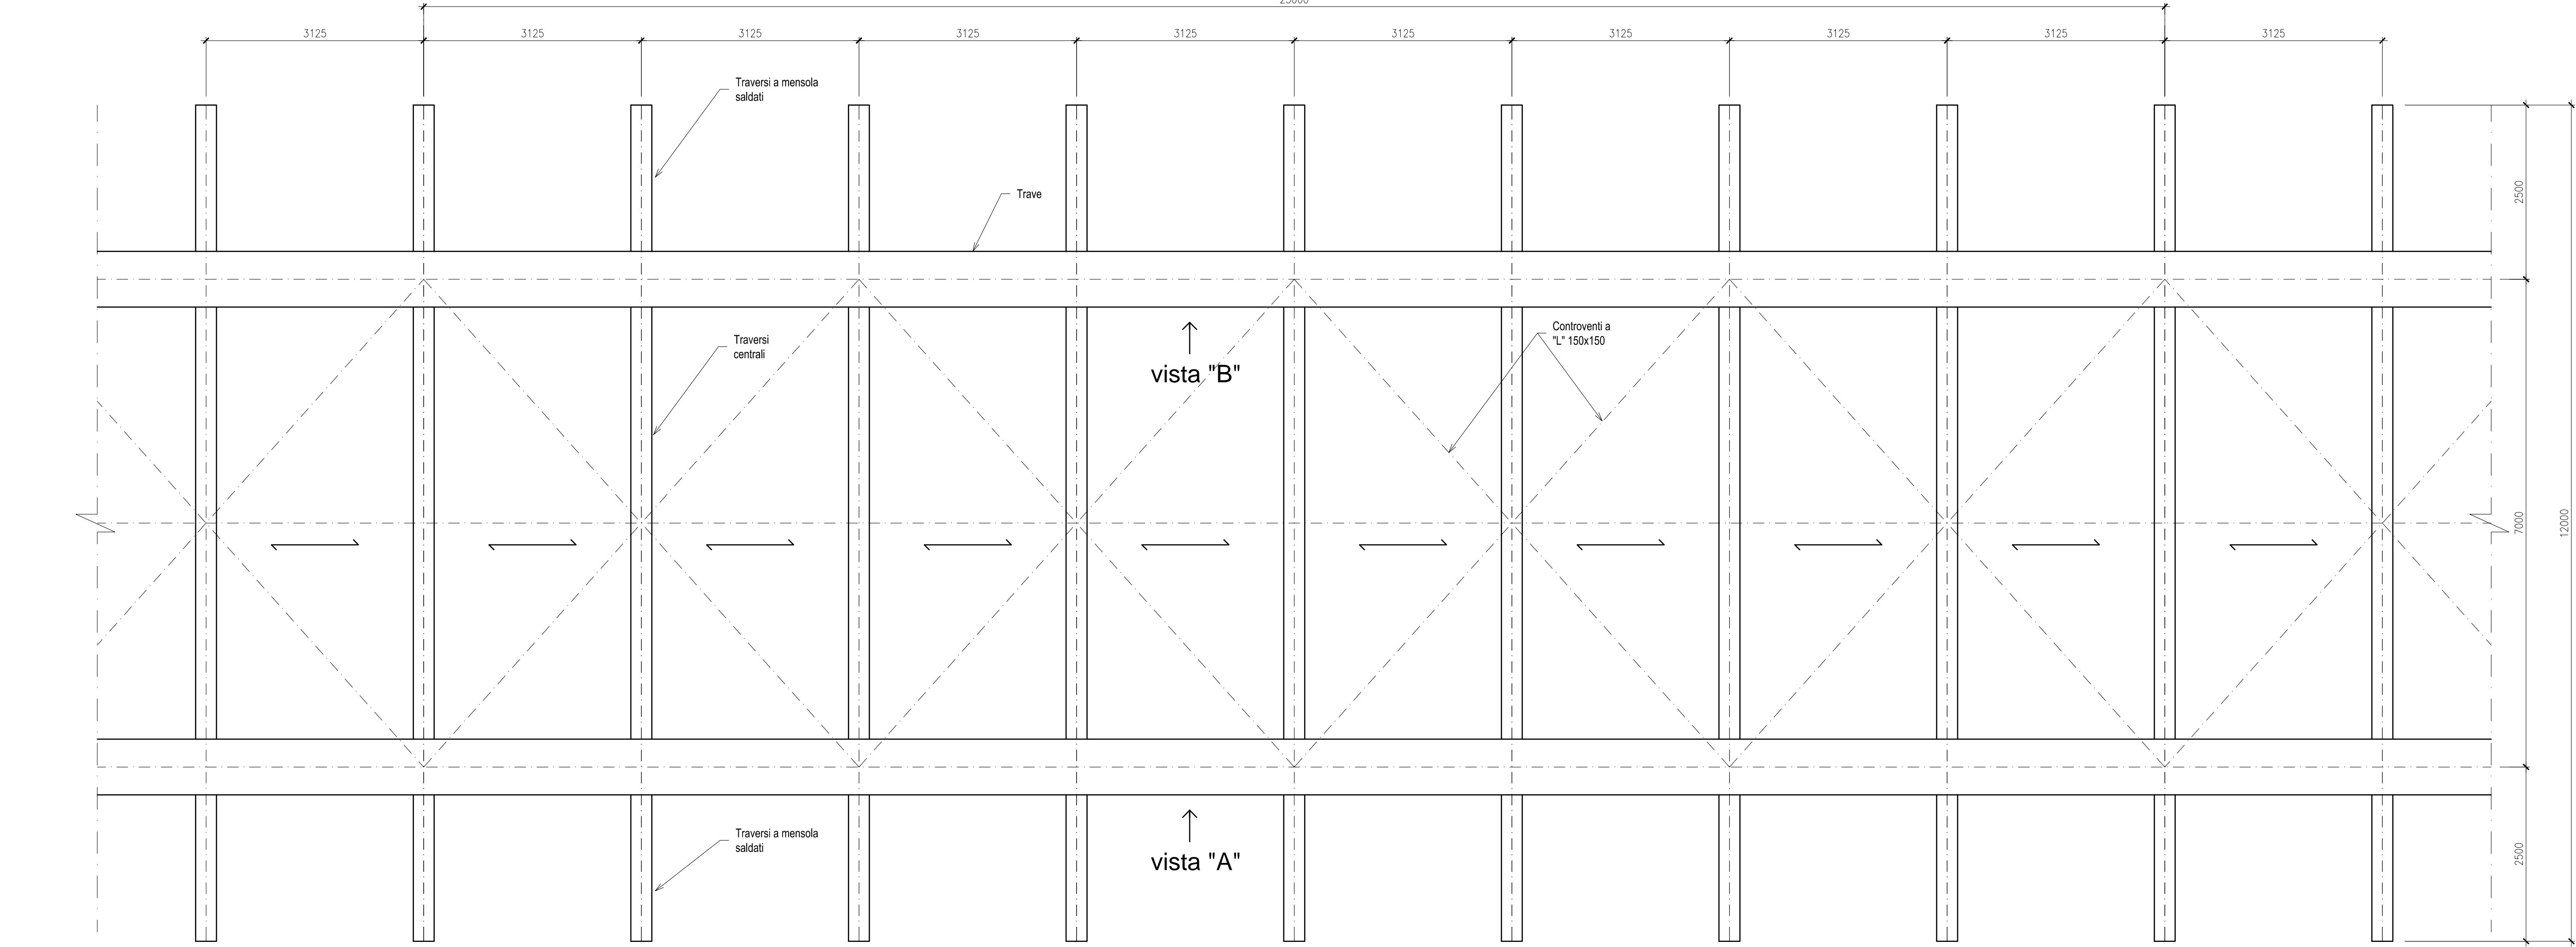 25000
3125 3125 3125 3125 3125 3125 3125 3125 3125 3125
Traversi a mensola
saldati
Trave
2500
Traversi
centrali
vista "B"
Controventi a
"L" 150x150
7000
12000
Traversi a mensola
saldati
vista "A"
2500